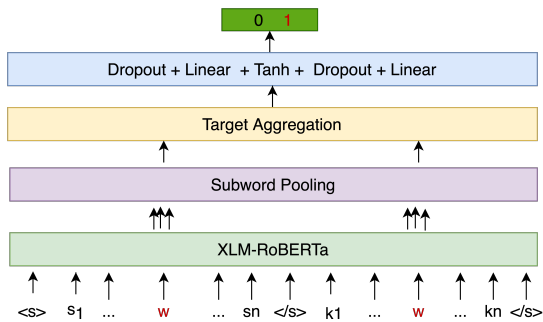 0 1
Dropout + Linear + Tanh + Dropout + Linear
Target Aggregation
Subword Pooling
XLM-RoBERTa
<s> s1 ... w ... sn </s> k1 ... w ... kn </s>